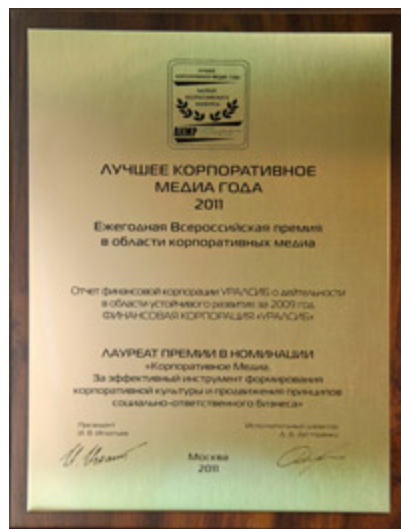 ЛУЧШЕЕ КОРПОРАТИВНОЕ
МЕДИА ГОДА
2011
Ежегодная Всероссийская премия
в области корпоративных медиа
Отчет финансовой корпорации УРАЛСИБ о деятельности
в области устойчивого развития за 2009 год.
ФИНАНСОВАЯ КОРПОРАЦИЯ «УРАЛСИБ»
ЛАУРЕАТ ПРЕМИИ В НОМИНАЦИИ
«Корпоративное Медиа.
За эффективный инструмент формирования
корпоративной культуры и продвижения принципов
социально-ответственного бизнеса»
Президент
Исполнительный директор
Москва
2011